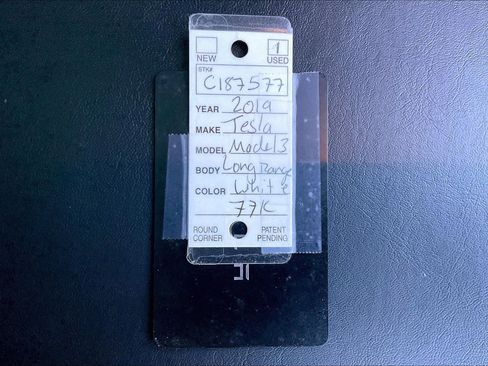 NEW 1 USED
STK#
C187577
YEAR 2019
MAKE Tesla
MODEL Model 3
BODY Long Range
COLOR White
77K
ROUND CORNER PATENT PENDING